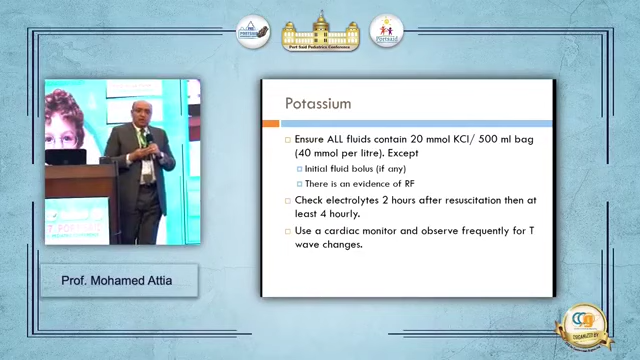 Port Said Pediatrics Conference
Potassium
Ensure ALL fluids contain 20 mmol KCl/ 500 ml bag
(40 mmol per litre). Except
Initial fluid bolus (if any)
There is an evidence of RF
Check electrolytes 2 hours after resuscitation then at
least 4 hourly.
Use a cardiac monitor and observe frequently for T
wave changes.
Prof. Mohamed Attia
ORGANIZED BY